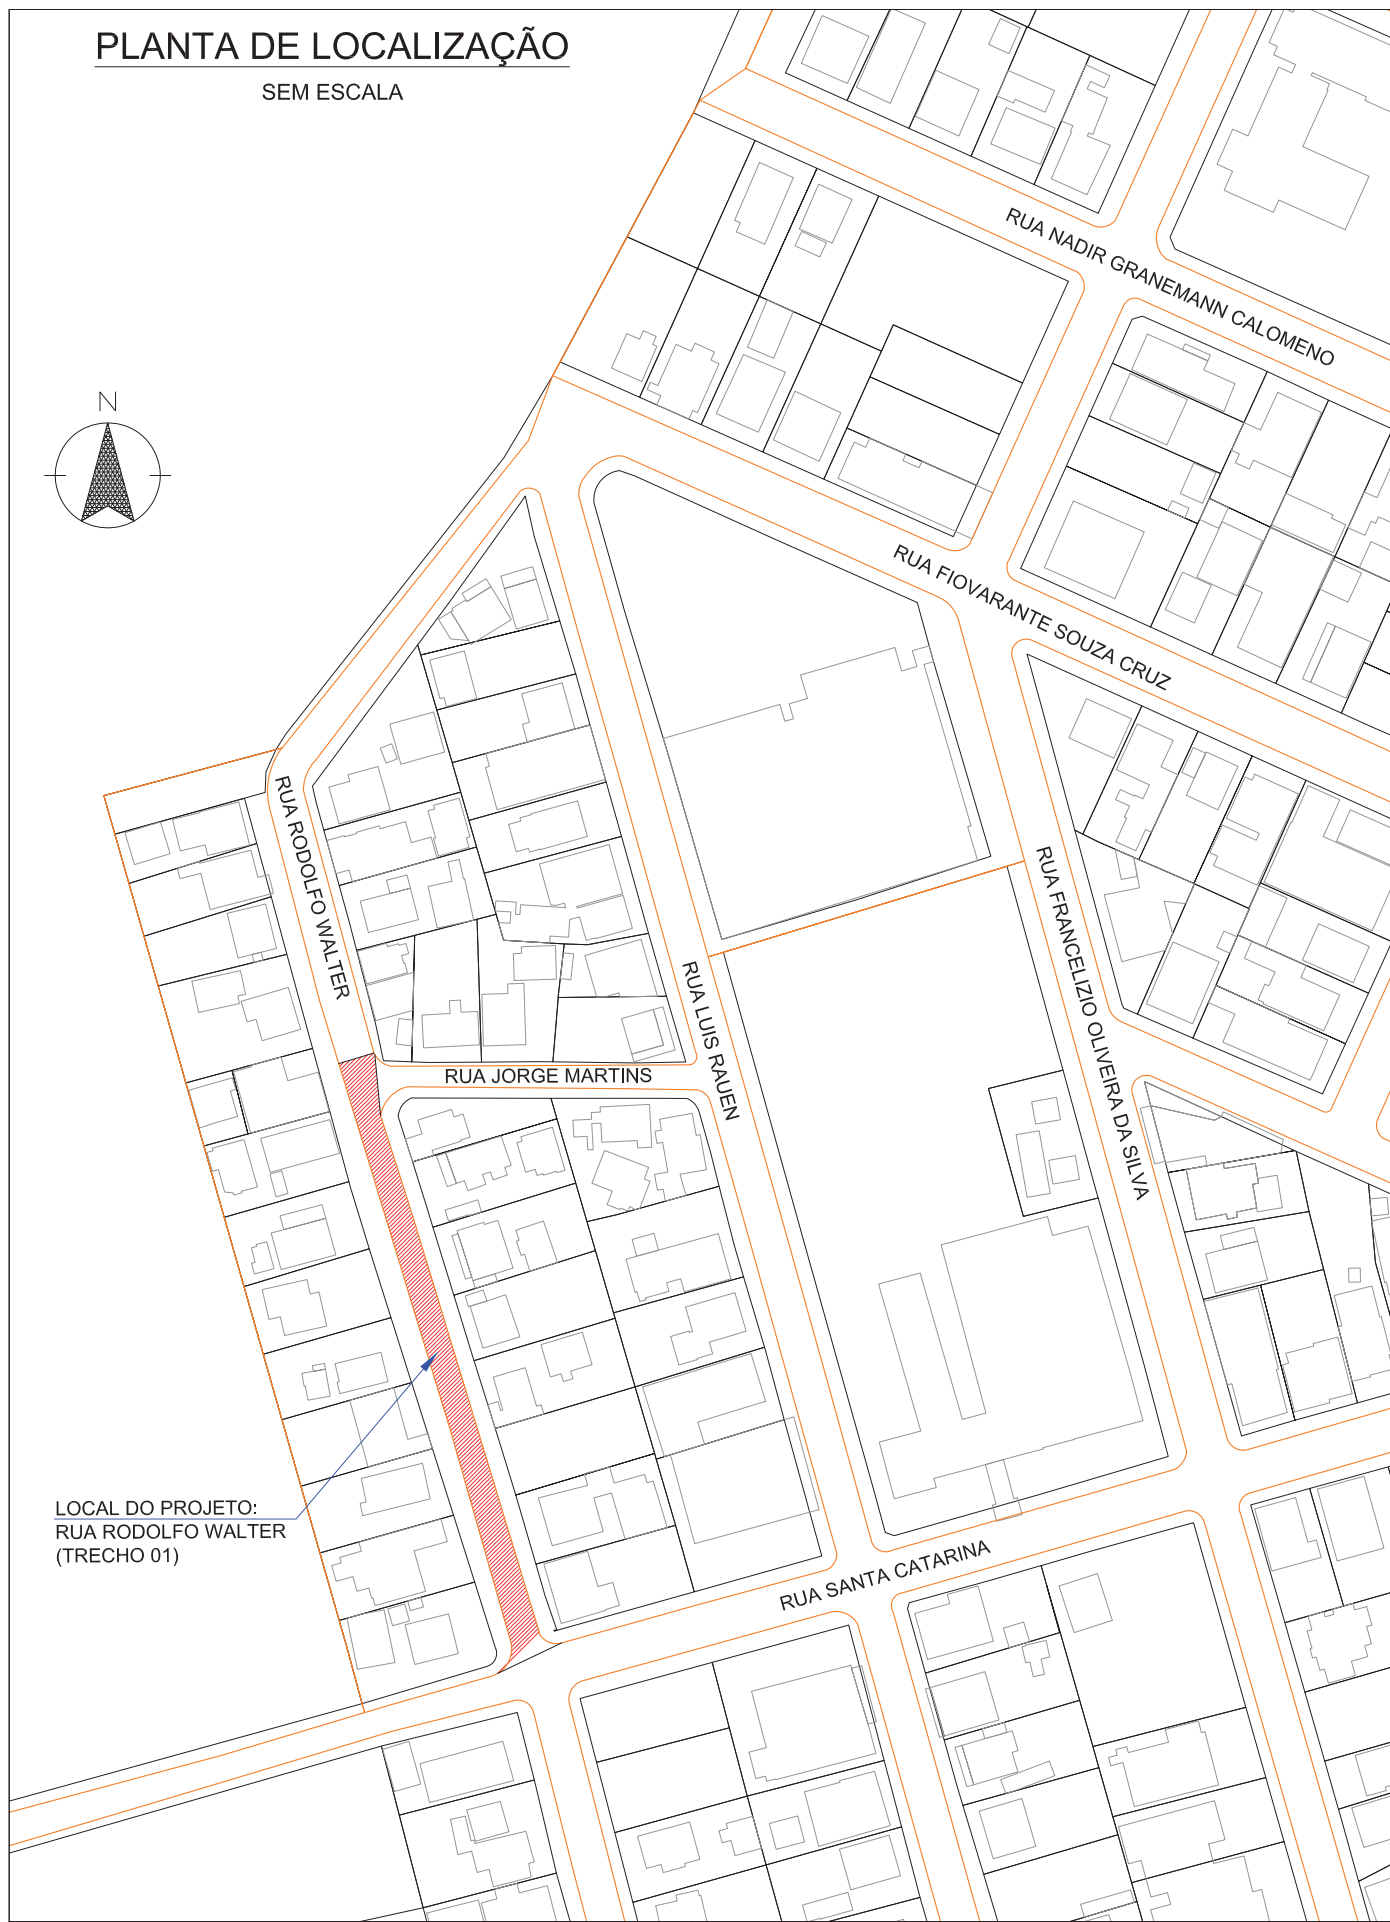 PLANTA DE LOCALIZAÇÃO
SEM ESCALA
N
RUA NADIR GRANEMANN CALOMENO
RUA FIOVARANTE SOUZA CRUZ
RUA RODOLFO WALTER
RUA FRANCELIZIO OLIVEIRA DA SILVA
RUA LUIS RAUEN
RUA JORGE MARTINS
LOCAL DO PROJETO:
RUA RODOLFO WALTER
(TRECHO 01)
RUA SANTA CATARINA